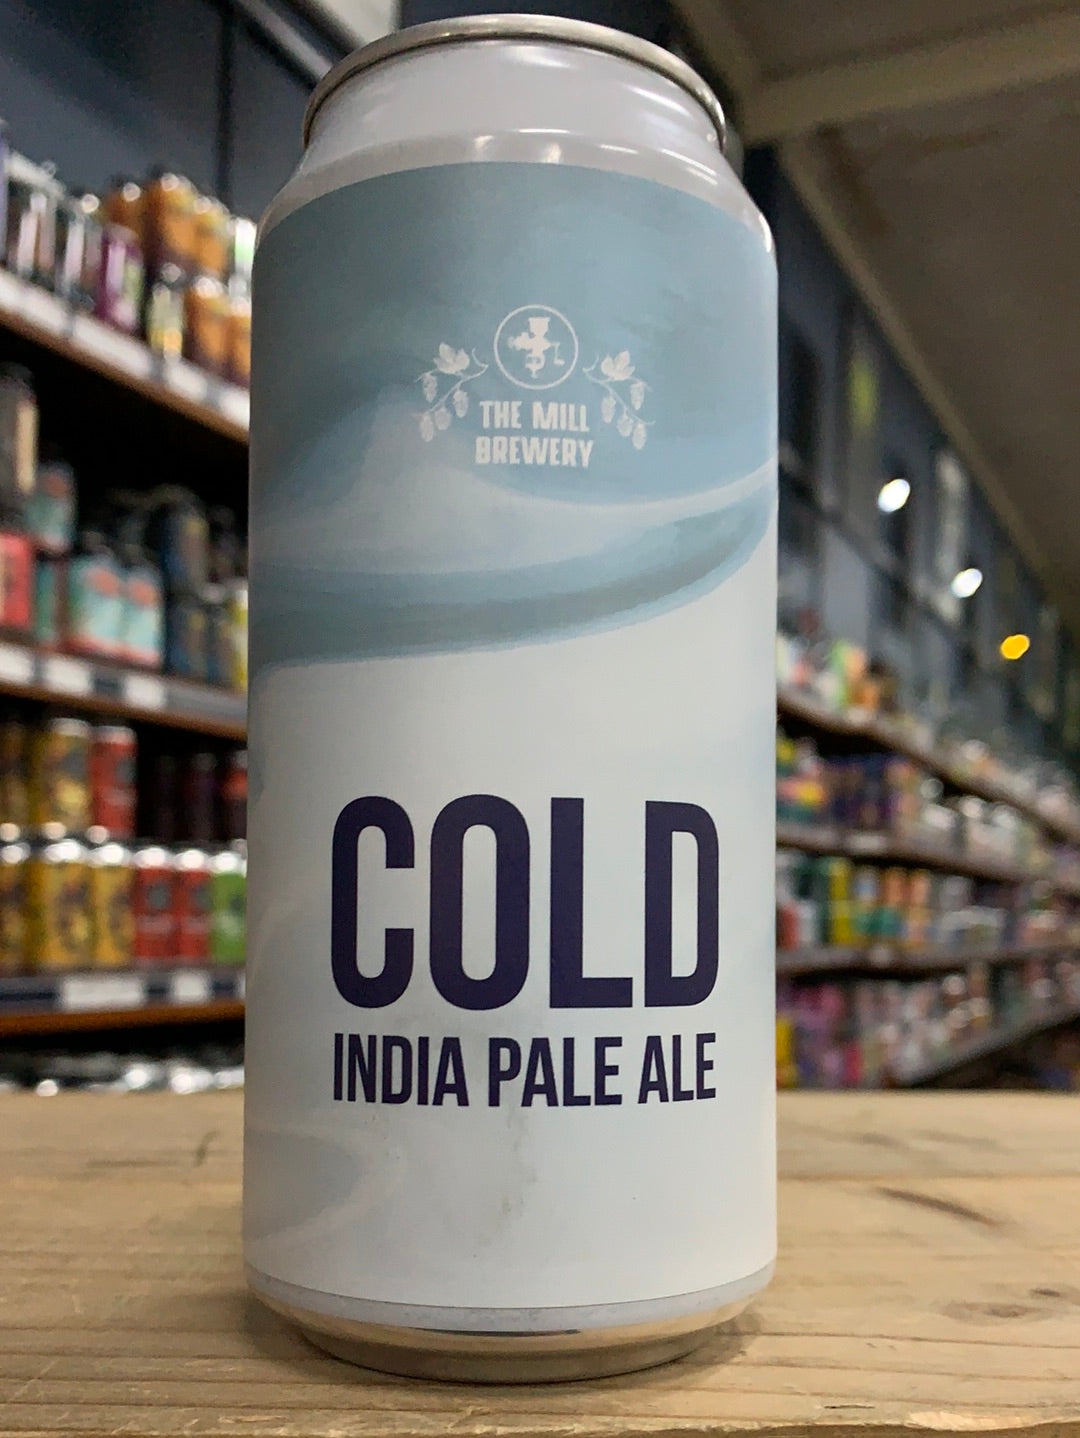 THE MILL
BREWERY
COLD
INDIA PALE ALE